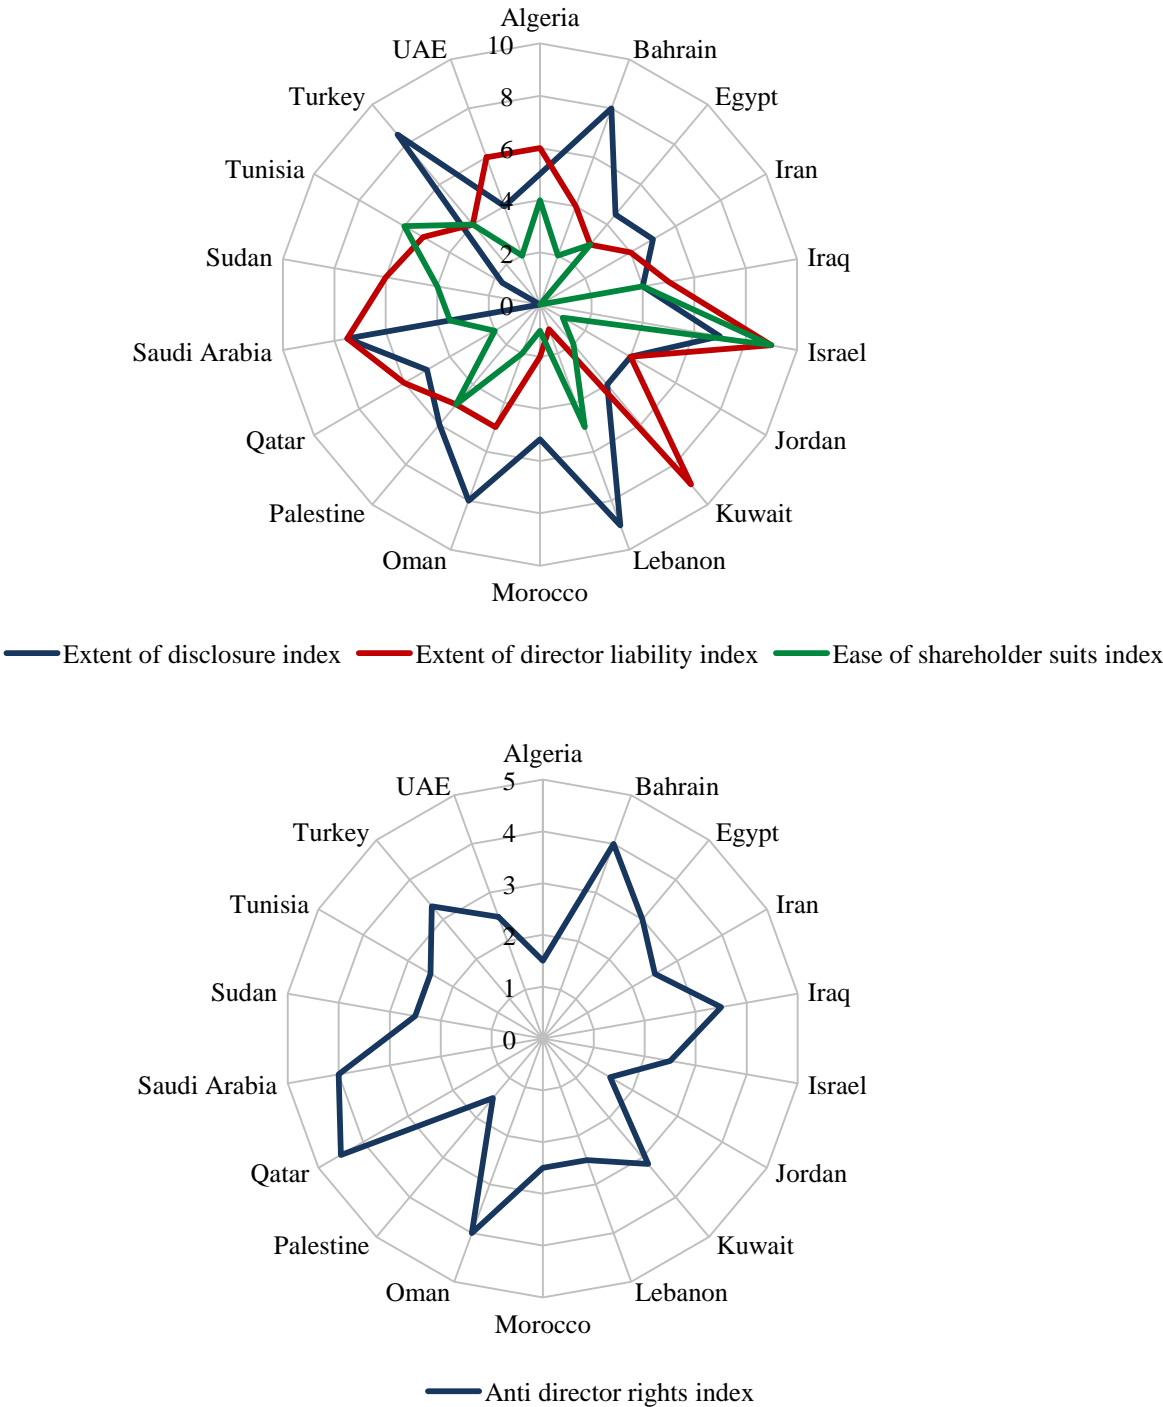 Algeria
10
UAE
Bahrain
Turkey
8
Egypt
6
Tunisia
Iran
4
Sudan
2
Iraq
0
Saudi Arabia
Israel
Qatar
Jordan
Palestine
Kuwait
Oman
Lebanon
Morocco
Extent of disclosure index Extent of director liability index Ease of shareholder suits index
Algeria
5
UAE
Bahrain
Turkey
4
Egypt
3
Tunisia
Iran
2
Sudan
1
Iraq
0
Saudi Arabia
Israel
Qatar
Jordan
Palestine
Kuwait
Oman
Lebanon
Morocco
Anti director rights index